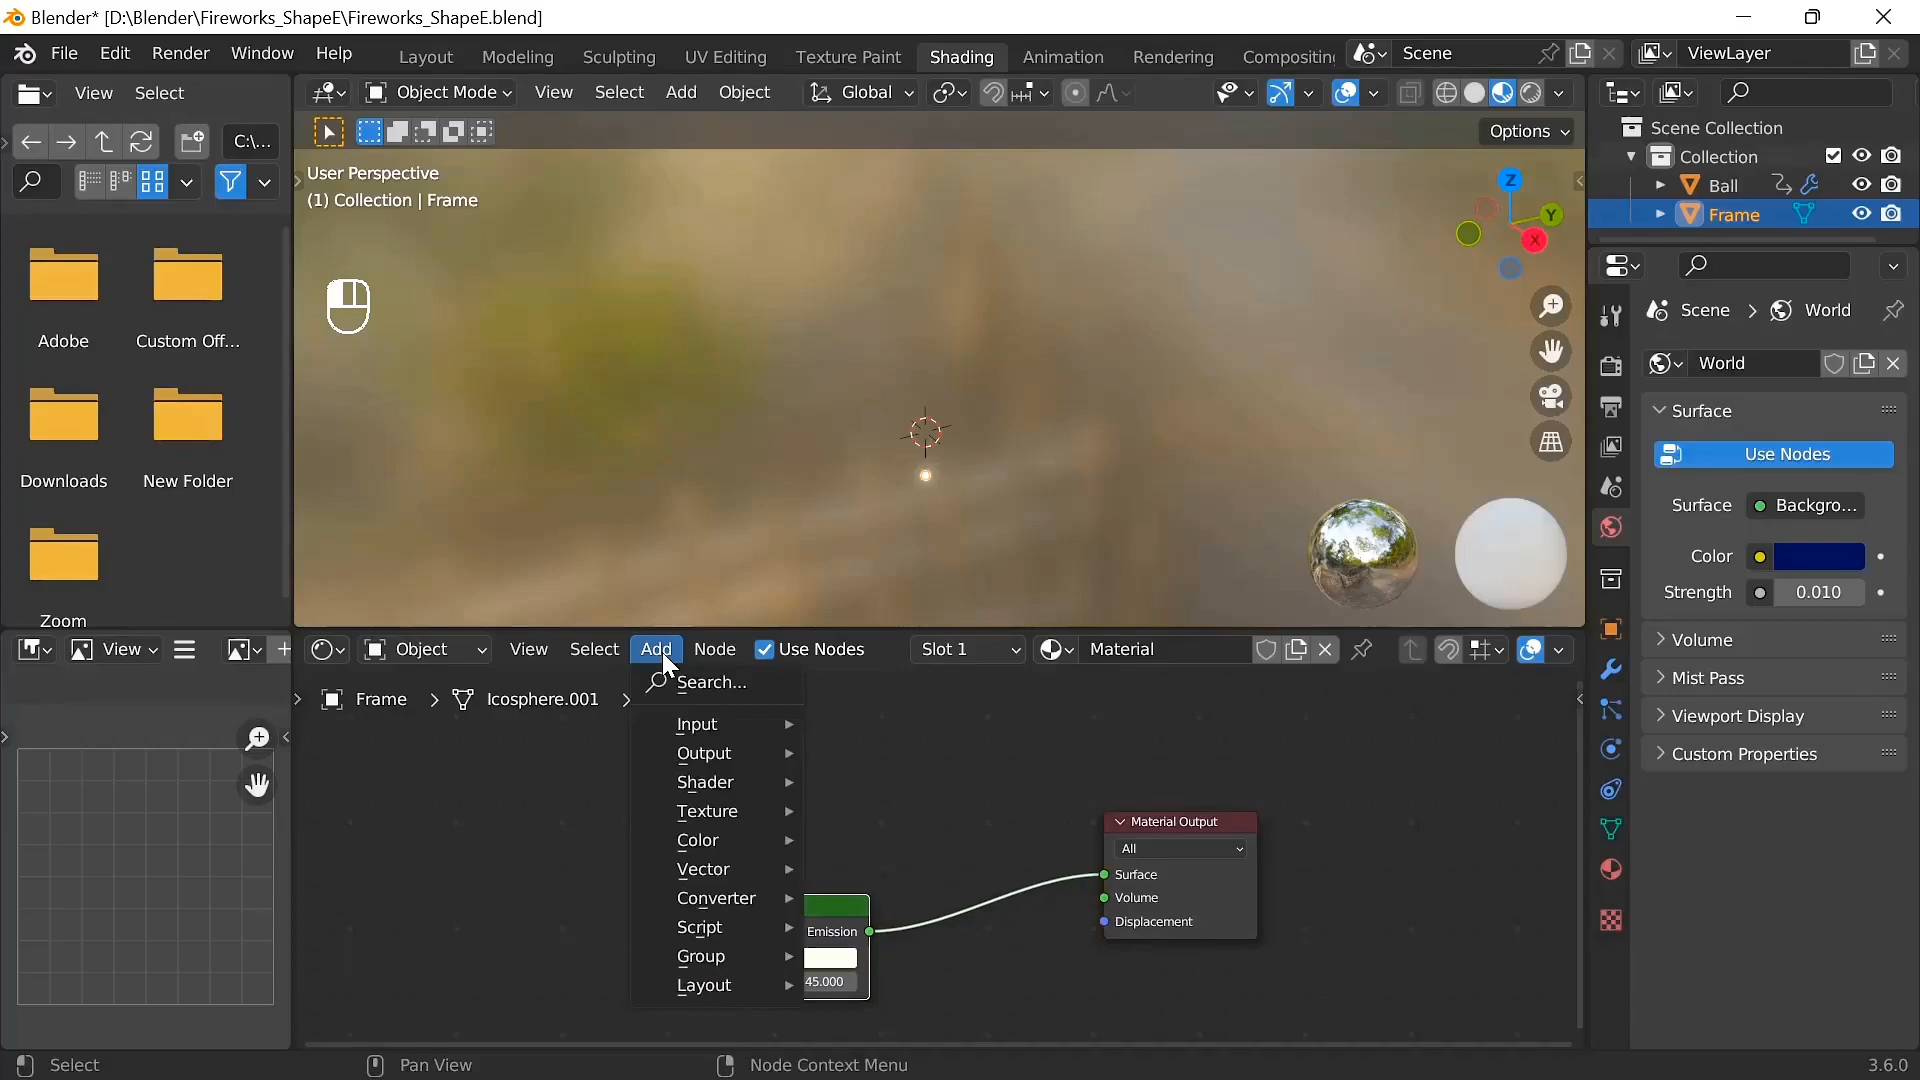 Blender* [D:\Blender\Fireworks_ShapeE\Fireworks_ShapeE.blend]
File Edit Render Window Help Layout Modeling Sculpting UV Editing Texture Paint Shading Animation Rendering Compositing Scene ViewLayer
View Select Object Mode View Select Add Object Global
C:\... Options
Scene Collection
Collection
Ball
Frame
User Perspective
(1) Collection | Frame
Z
Y
X
Adobe Custom Off...
Downloads New Folder
Zoom
Scene > World
World
Surface
Use Nodes
Surface Backgro...
Color
Strength 0.010
Volume
Mist Pass
Viewport Display
Custom Properties
View Object View Select Add Node Use Nodes Slot 1 Material
Frame > Icosphere.001 >
Search...
Input
Output
Shader
Texture
Color
Vector
Converter
Script
Group
Layout
Emission
45.000
Material Output
All
Surface
Volume
Displacement
Select Pan View Node Context Menu 3.6.0